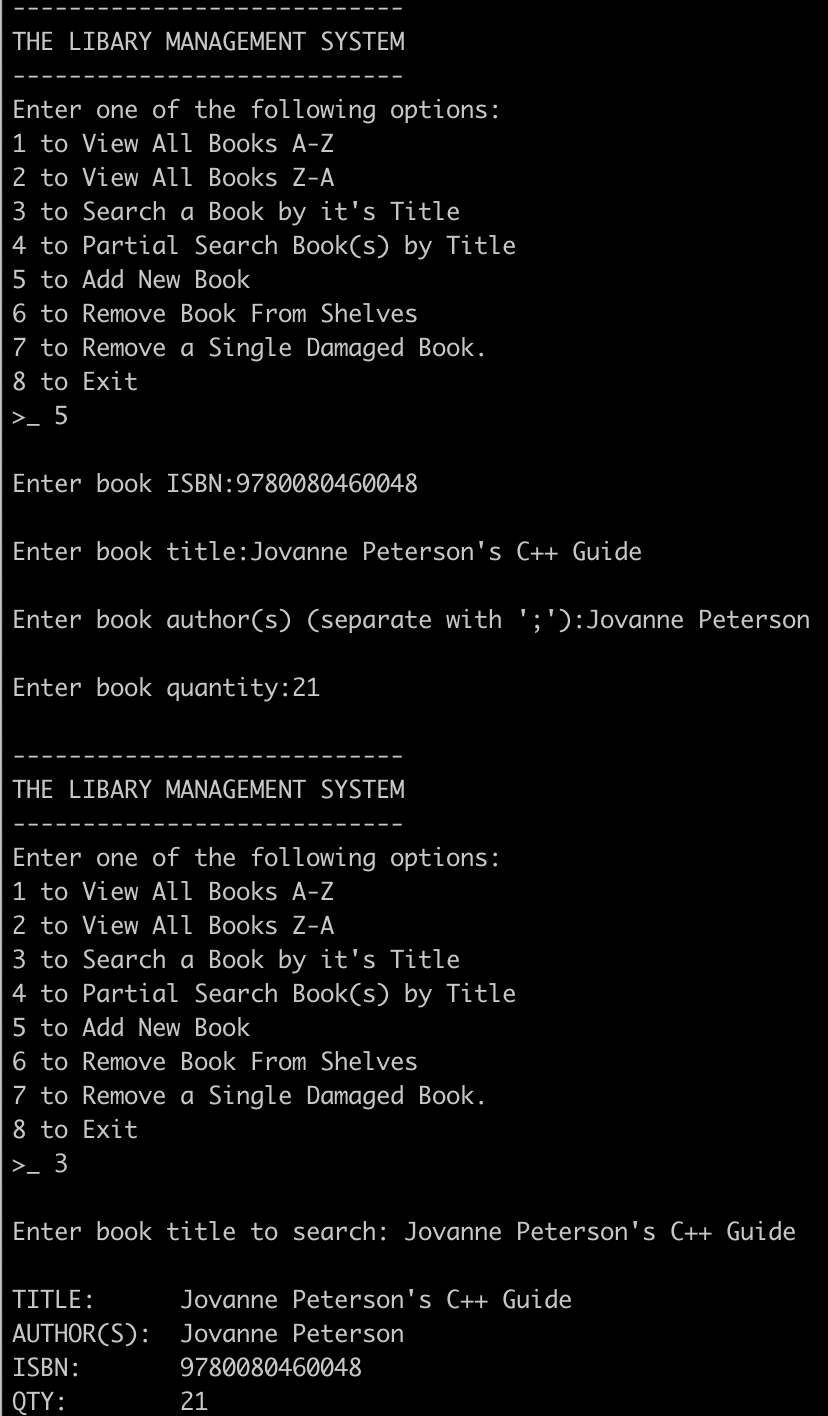 ----------------------------
THE LIBARY MANAGEMENT SYSTEM
----------------------------
Enter one of the following options:
1 to View All Books A-Z
2 to View All Books Z-A
3 to Search a Book by it's Title
4 to Partial Search Book(s) by Title
5 to Add New Book
6 to Remove Book From Shelves
7 to Remove a Single Damaged Book.
8 to Exit
>_ 5
Enter book ISBN:9780080460048
Enter book title:Jovanne Peterson's C++ Guide
Enter book author(s) (separate with ';'):Jovanne Peterson
Enter book quantity:21
----------------------------
THE LIBARY MANAGEMENT SYSTEM
----------------------------
Enter one of the following options:
1 to View All Books A-Z
2 to View All Books Z-A
3 to Search a Book by it's Title
4 to Partial Search Book(s) by Title
5 to Add New Book
6 to Remove Book From Shelves
7 to Remove a Single Damaged Book.
8 to Exit
>_ 3
Enter book title to search: Jovanne Peterson's C++ Guide
TITLE:      Jovanne Peterson's C++ Guide
AUTHOR(S):  Jovanne Peterson
ISBN:       9780080460048
QTY:        21